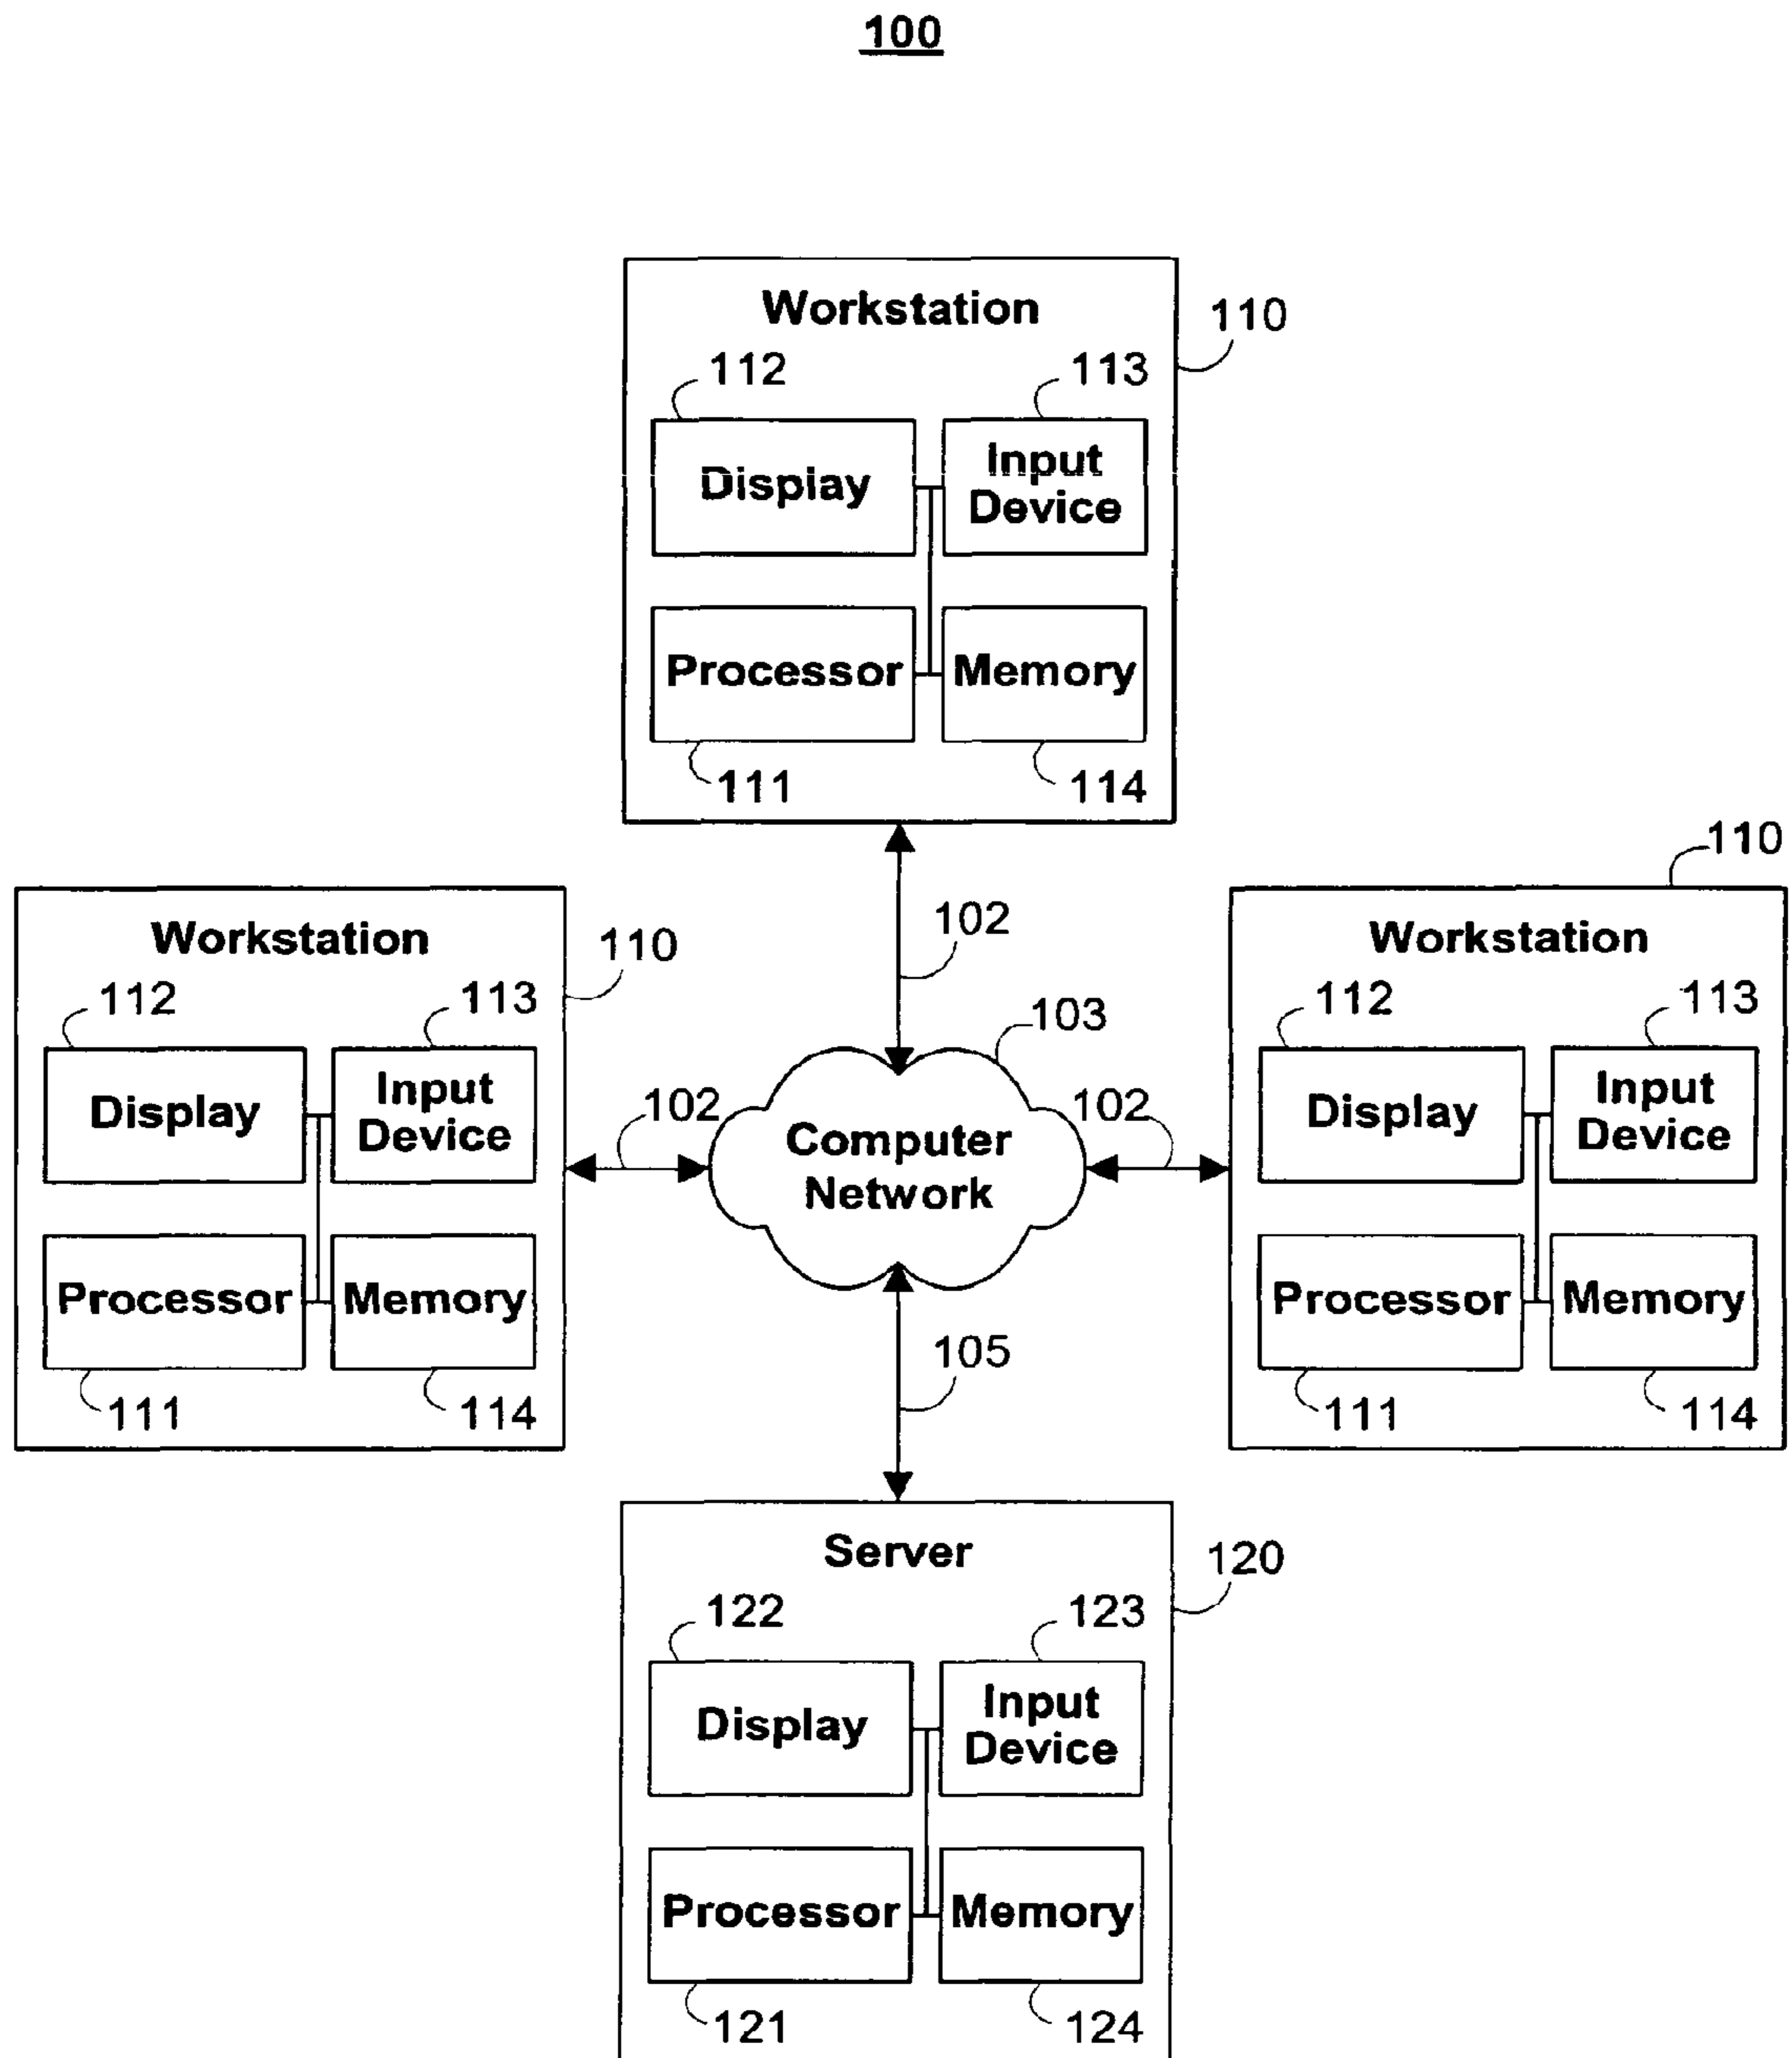 100
Workstation
110
112
113
Display
Input
Device
Processor
Memory
111
114
102
Workstation
110
112
113
Display
Input
Device
Processor
Memory
111
114
102
103
Computer
Network
102
110
Workstation
112
113
Display
Input
Device
Processor
Memory
111
114
105
Server
120
122
123
Display
Input
Device
Processor
Memory
121
124